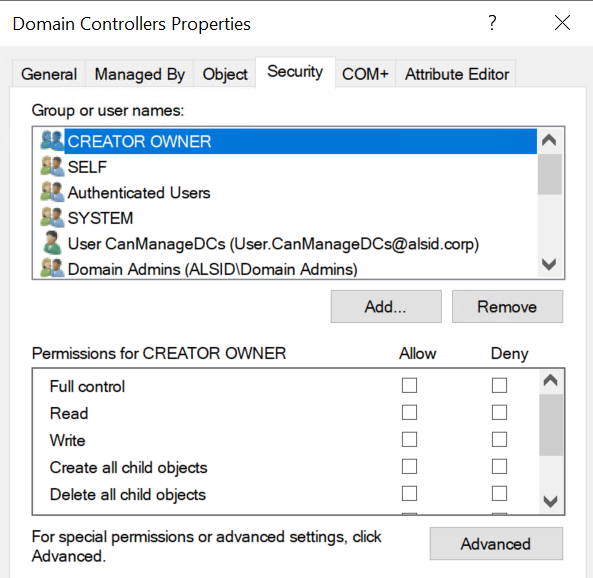 Domain Controllers Properties ?
General Managed By Object Security COM+ Attribute Editor
Group or user names:
CREATOR OWNER
SELF
Authenticated Users
SYSTEM
User CanManageDCs (User.CanManageDCs@alsid.corp)
Domain Admins (ALSID\Domain Admins)
Add... Remove
Permissions for CREATOR OWNER Allow Deny
Full control
Read
Write
Create all child objects
Delete all child objects
For special permissions or advanced settings, click
Advanced.
Advanced